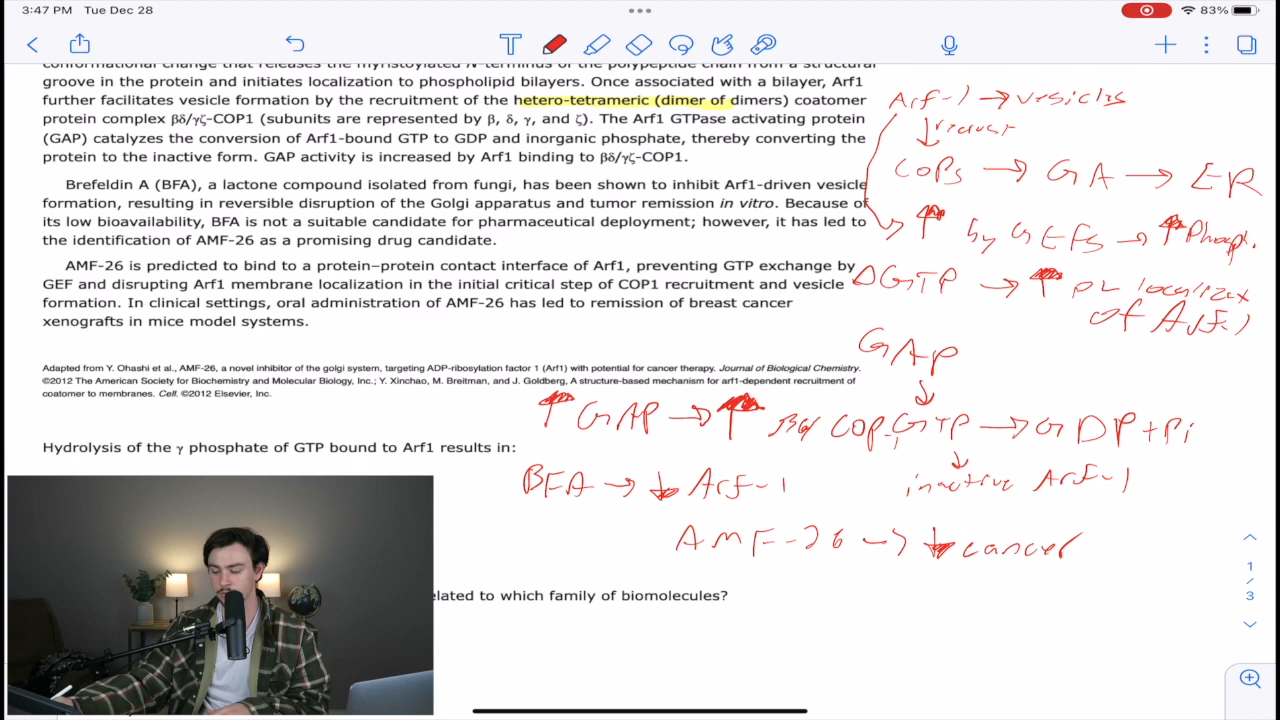 3:47 PM Tue Dec 28
83%
conformational change that releases the myristoylated N-terminus of the polypeptide chain from a structural
groove in the protein and initiates localization to phospholipid bilayers. Once associated with a bilayer, Arf1
further facilitates vesicle formation by the recruitment of the hetero-tetrameric (dimer of dimers) coatomer
protein complex βδ/γζ-COP1 (subunits are represented by β, δ, γ, and ζ). The Arf1 GTPase activating protein
(GAP) catalyzes the conversion of Arf1-bound GTP to GDP and inorganic phosphate, thereby converting the
protein to the inactive form. GAP activity is increased by Arf1 binding to βδ/γζ-COP1.
Brefeldin A (BFA), a lactone compound isolated from fungi, has been shown to inhibit Arf1-driven vesicle
formation, resulting in reversible disruption of the Golgi apparatus and tumor remission in vitro. Because of
its low bioavailability, BFA is not a suitable candidate for pharmaceutical deployment; however, it has led to
the identification of AMF-26 as a promising drug candidate.
AMF-26 is predicted to bind to a protein–protein contact interface of Arf1, preventing GTP exchange by
GEF and disrupting Arf1 membrane localization in the initial critical step of COP1 recruitment and vesicle
formation. In clinical settings, oral administration of AMF-26 has led to remission of breast cancer
xenografts in mice model systems.
Adapted from Y. Ohashi et al., AMF-26, a novel inhibitor of the golgi system, targeting ADP-ribosylation factor 1 (Arf1) with potential for cancer therapy. Journal of Biological Chemistry.
©2012 The American Society for Biochemistry and Molecular Biology, Inc.; Y. Xinchao, M. Breitman, and J. Goldberg, A structure-based mechanism for arf1-dependent recruitment of
coatomer to membranes. Cell. ©2012 Elsevier, Inc.
Hydrolysis of the γ phosphate of GTP bound to Arf1 results in:
elated to which family of biomolecules?
Arf-1 → vesicles
↓ recruit
COPs → GA → ER
↑ by GEFs → ↑ Phosph.
GTP → ↑ PL
of Arf-1
GAP
↓
↑ GAP → ↑ COP GTP → GDP + Pi
↓
BFA → ↓ Arf-1 inactive Arf-1
AMF-26 → ↓ cancer
1
/
3